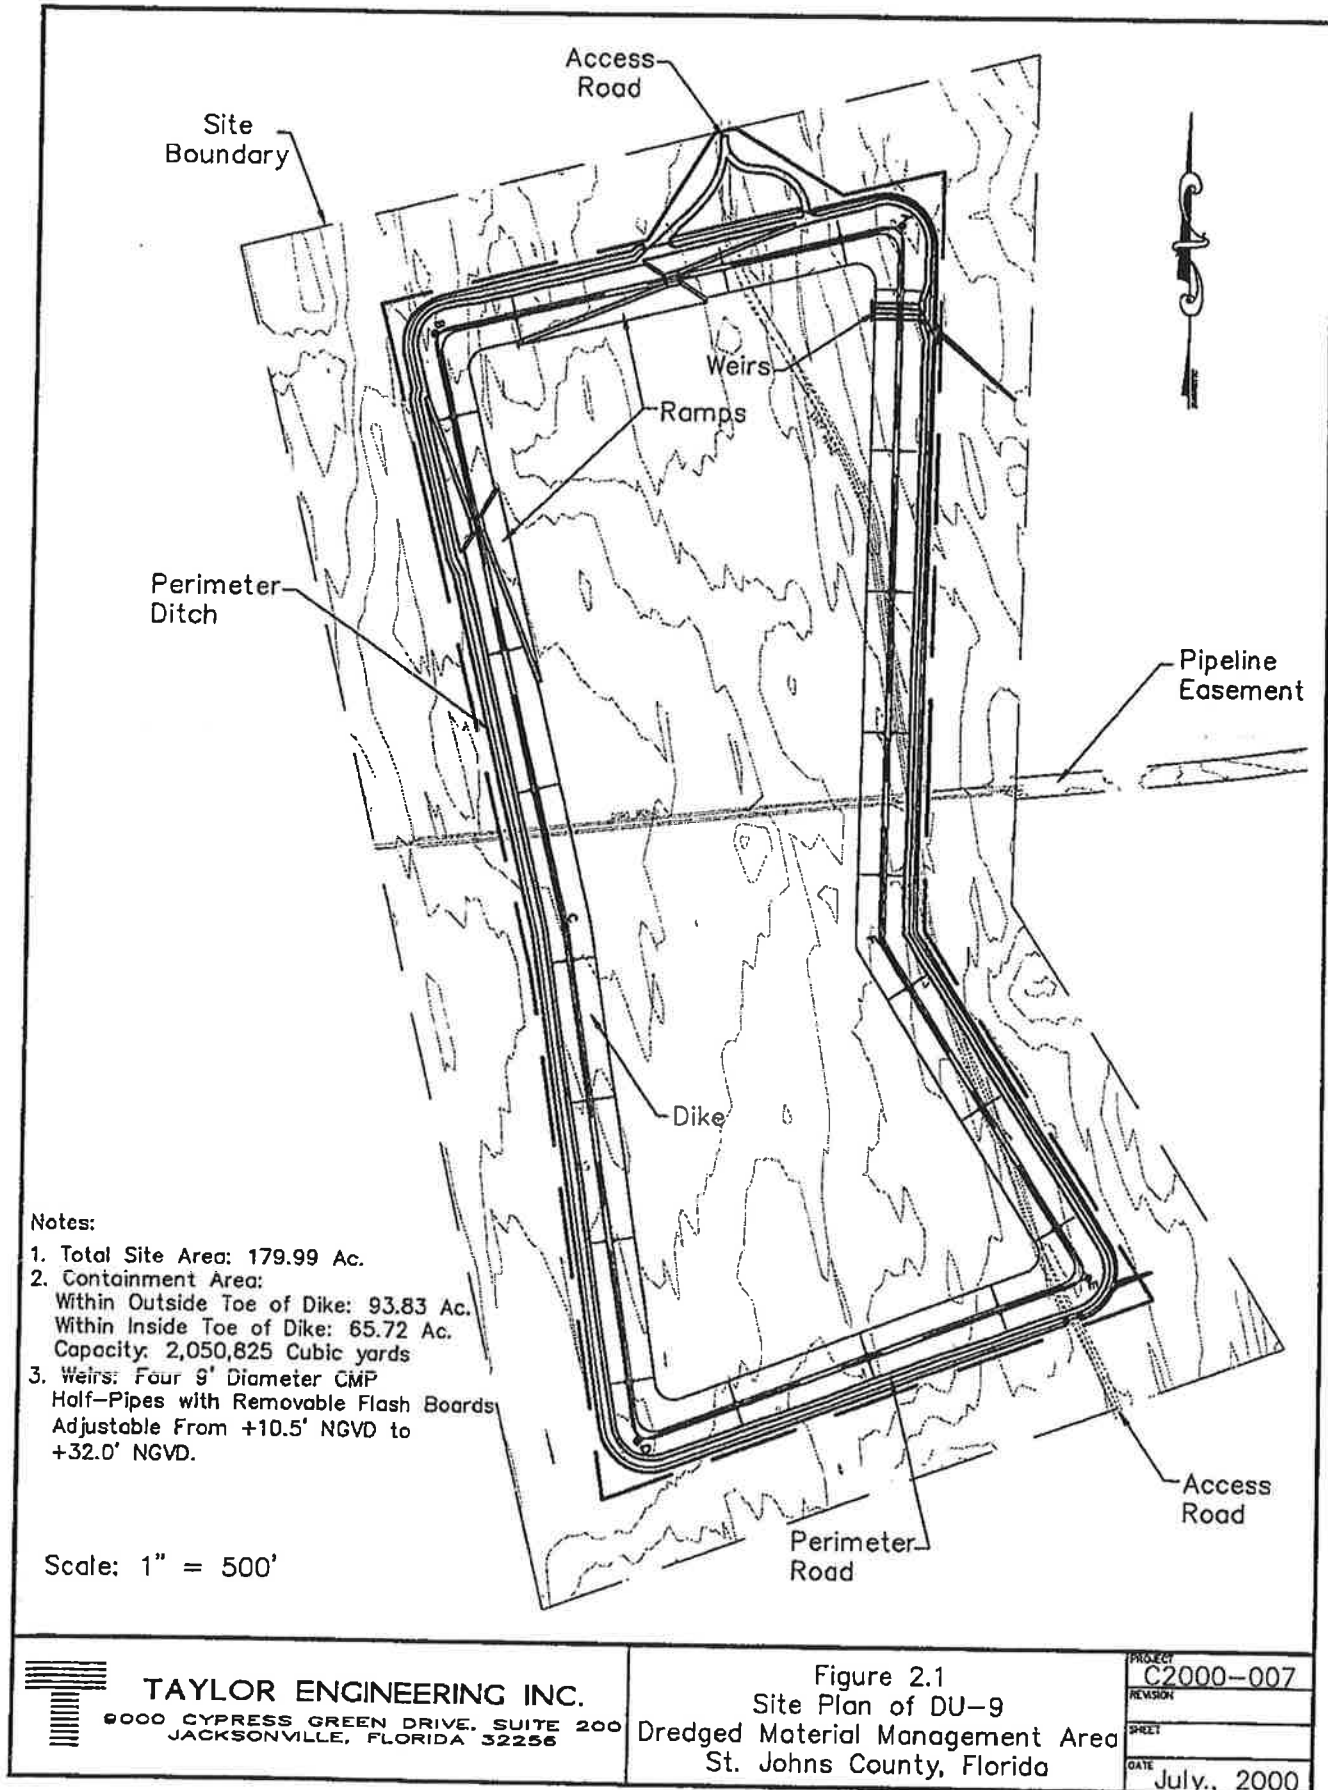 Access
Road
Site
Boundary
Weirs
Ramps
Perimeter
Ditch
Pipeline
Easement
Dike
Notes:
1. Total Site Area: 179.99 Ac.
2. Containment Area:
Within Outside Toe of Dike: 93.83 Ac.
Within Inside Toe of Dike: 65.72 Ac.
Capacity: 2,050,825 Cubic yards
3. Weirs: Four 9' Diameter CMP
Half-Pipes with Removable Flash Boards
Adjustable From +10.5' NGVD to
+32.0' NGVD.
Access
Road
Perimeter
Road
Scale: 1" = 500'
TAYLOR ENGINEERING INC.
9000 CYPRESS GREEN DRIVE, SUITE 200
JACKSONVILLE, FLORIDA 32256
Figure 2.1
Site Plan of DU-9
Dredged Material Management Area
St. Johns County, Florida
PROJECT
C2000-007
REVISION
SHEET
DATE
July., 2000